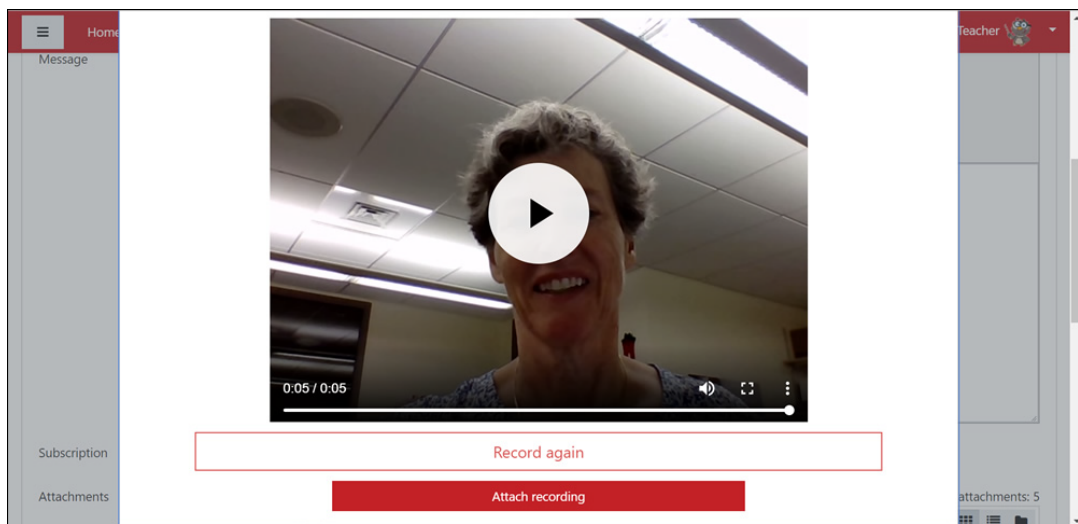 Home
Teacher
Message
0:05 / 0:05
Record again
Subscription
Attach recording
Attachments
attachments: 5